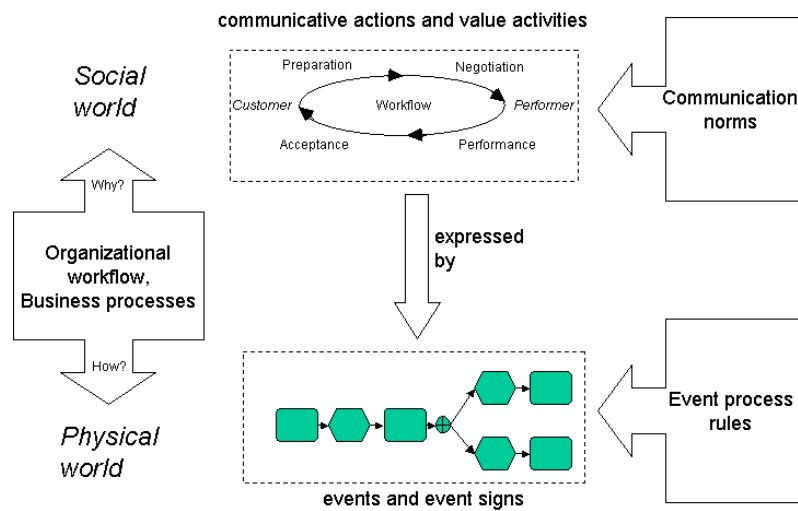 communicative actions and value activities
Social
world
Preparation
Negotiation
Customer
Workflow
Performer
Acceptance
Performance
Communication
norms
Why?
Organizational
workflow,
Business processes
How?
expressed
by
Physical
world
Event process
rules
events and event signs